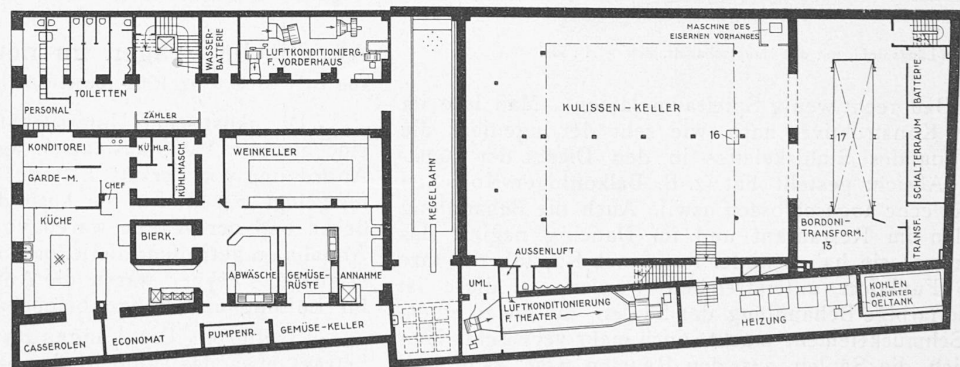 PERSONAL
TOILETTEN
WASSER-
BATTERIE
ZÄHLER
LUFTKONDITIONIERG.
F. VORDERHAUS
KONDITOREI
GARDE-M.
CHEF
KÜHLR.
KÜHLMASCH.
WEINKELLER
KÜCHE
BIERK.
ABWÄSCHE
GEMÜSE-
RÜSTE
ANNAHME
CASSEROLEN
ECONOMAT
PUMPENR.
GEMÜSE-KELLER
KEGELBAHN
MASCHINE DES
EISERNEN VORHANGES
KULISSEN-KELLER
16
17
BATTERIE
SCHALTERRAUM
TRANSF.
BORDONI-
TRANSFORM.
13
AUSSENLUFT
UML.
LUFTKONDITIONIERUNG
F. THEATER
HEIZUNG
KOHLEN
DARUNTER
OELTANK